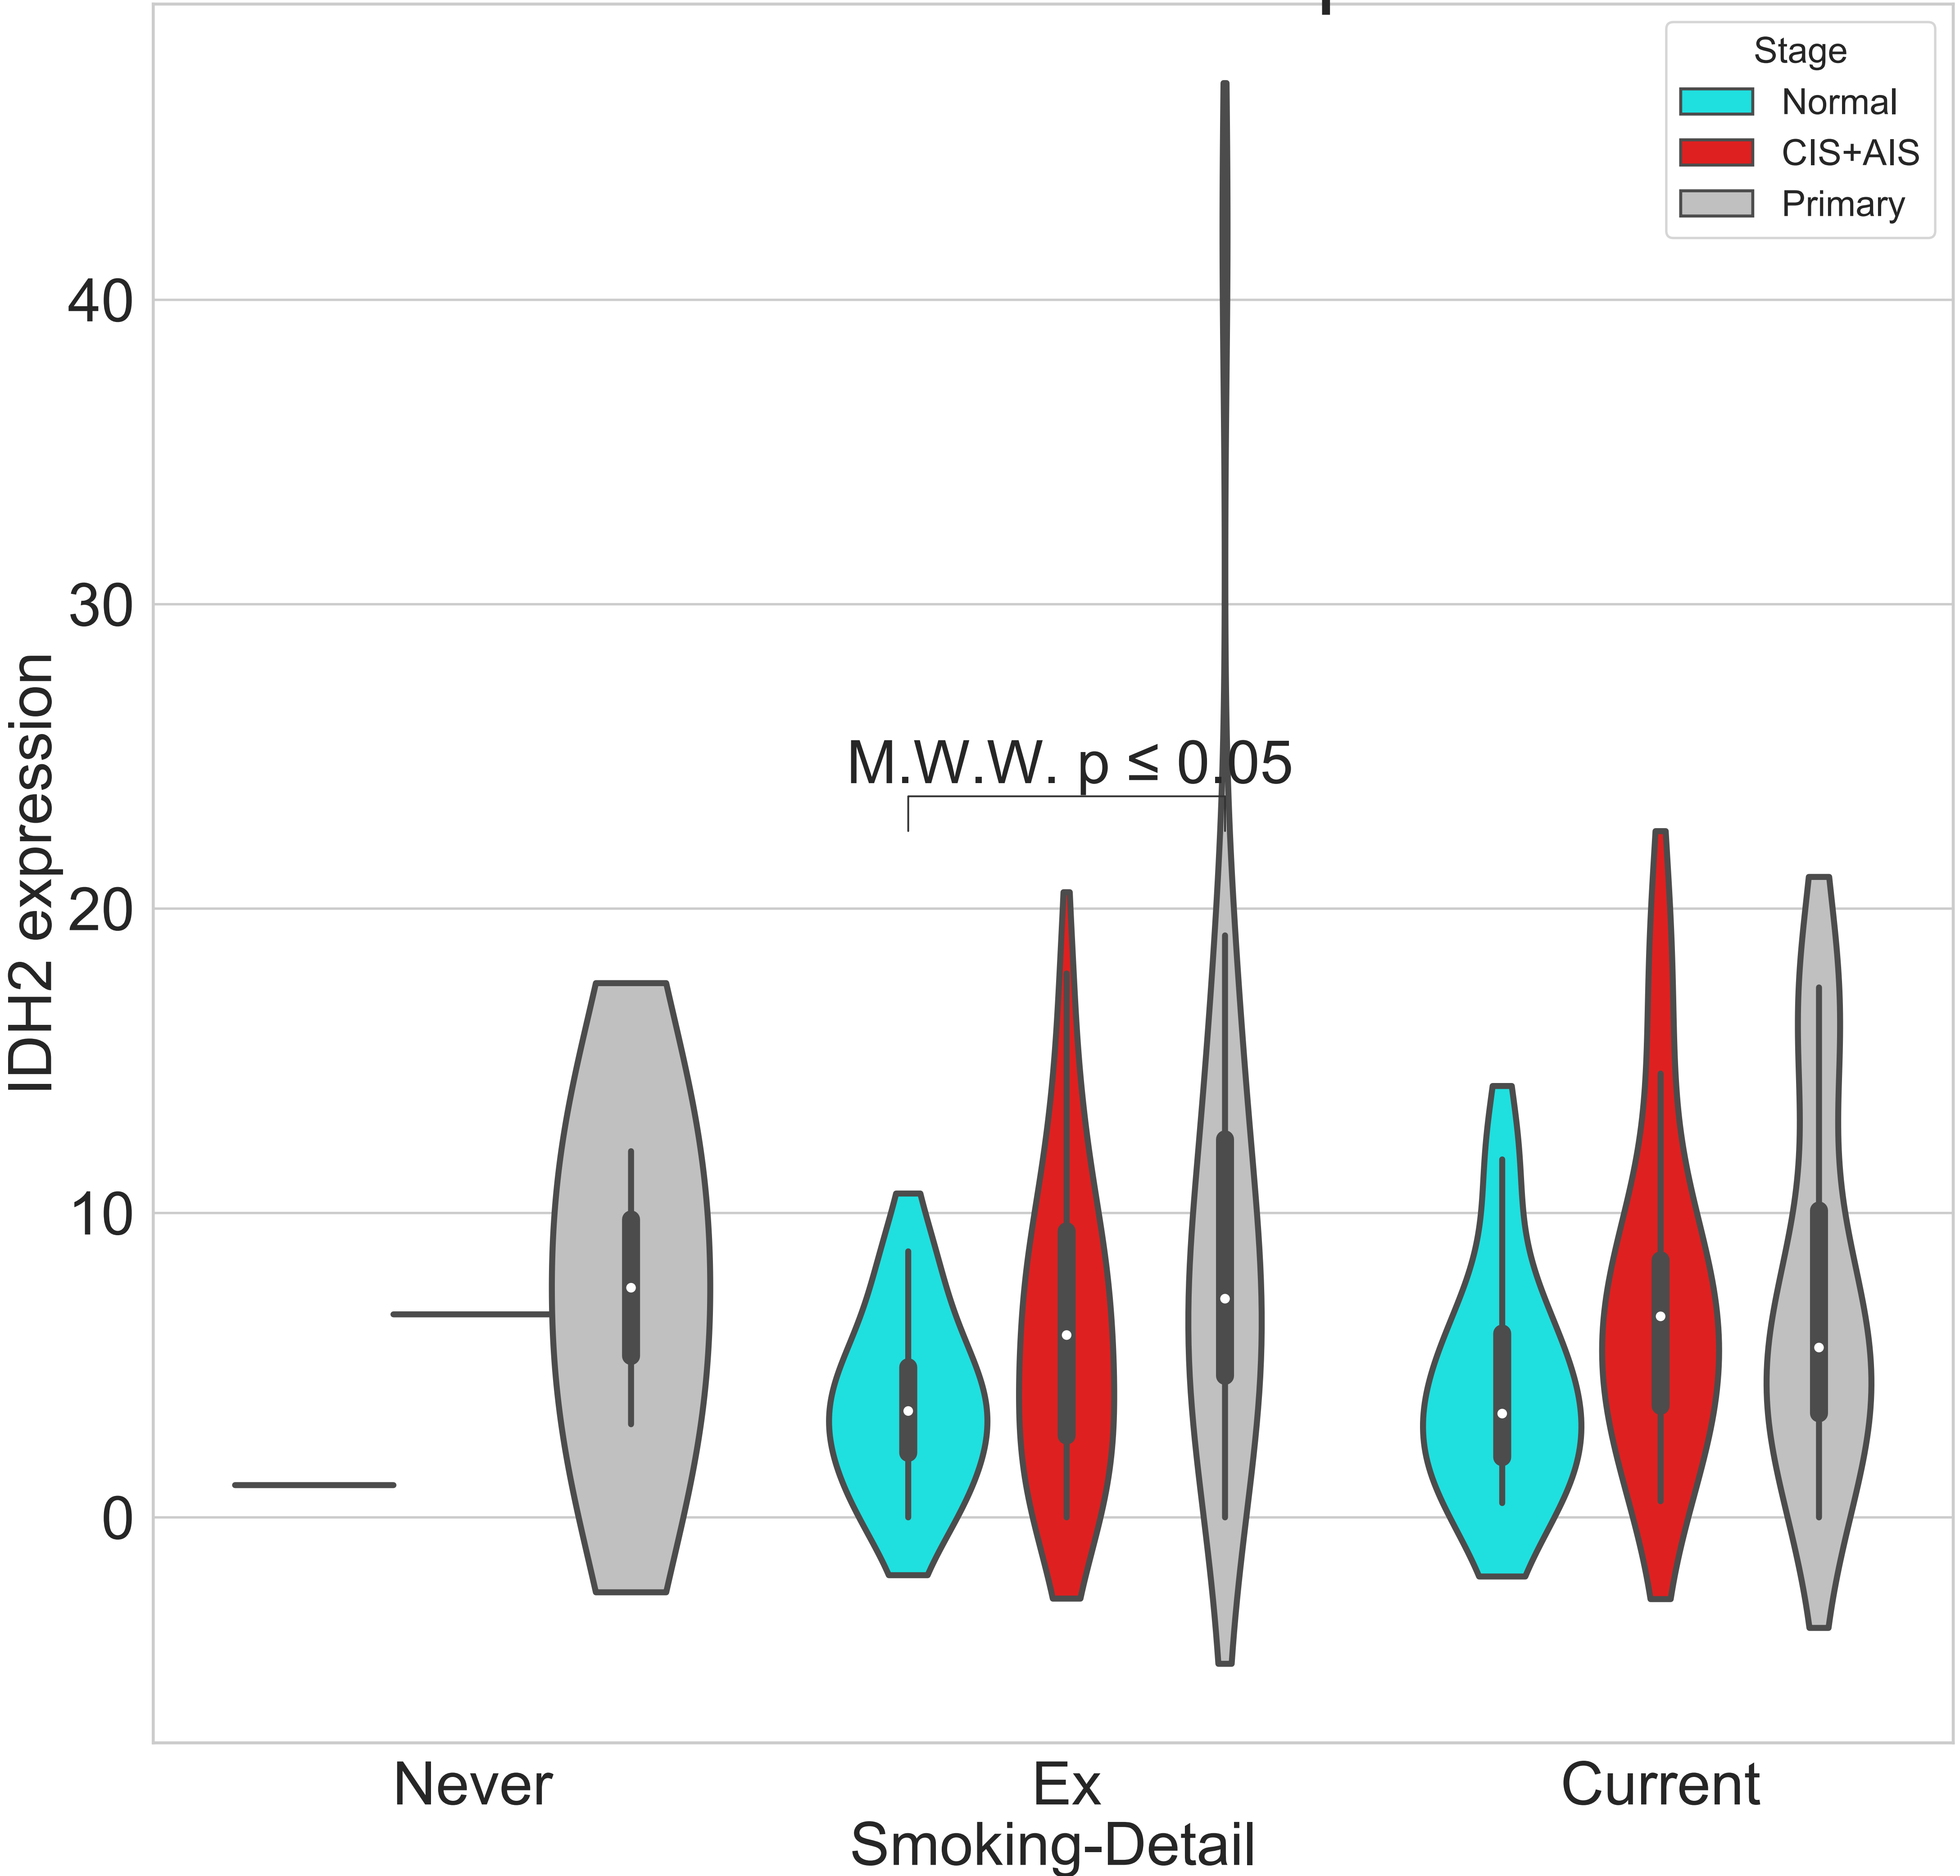 Stage
Normal
CIS+AIS
Primary
IDH2 expression
40
30
20
10
0
M.W.W. p ≤ 0.05
Never
Ex
Current
Smoking-Detail